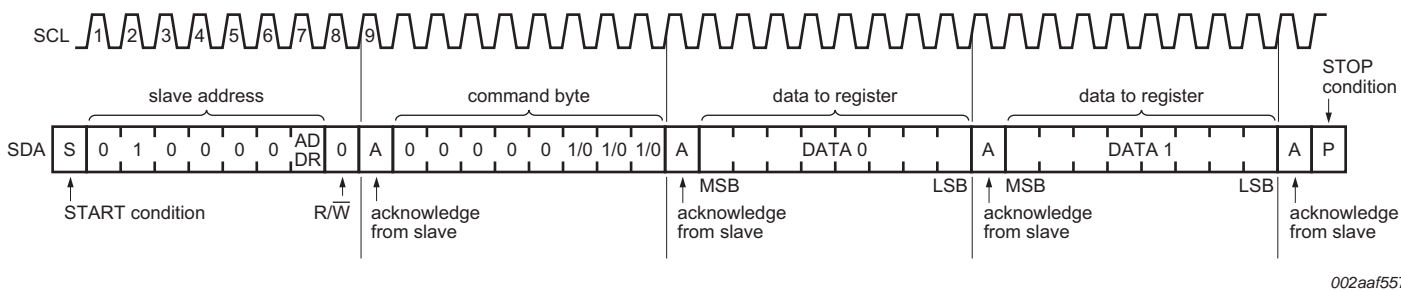 SCL 1 2 3 4 5 6 7 8 9
STOP
condition
slave address command byte data to register data to register
SDA S 0 1 0 0 0 0 AD DR 0 A 0 0 0 0 0 1/0 1/0 1/0 A DATA 0 A DATA 1 A P
MSB LSB MSB LSB
START condition R/W̅ acknowledge from slave acknowledge from slave acknowledge from slave acknowledge from slave
002aaf557